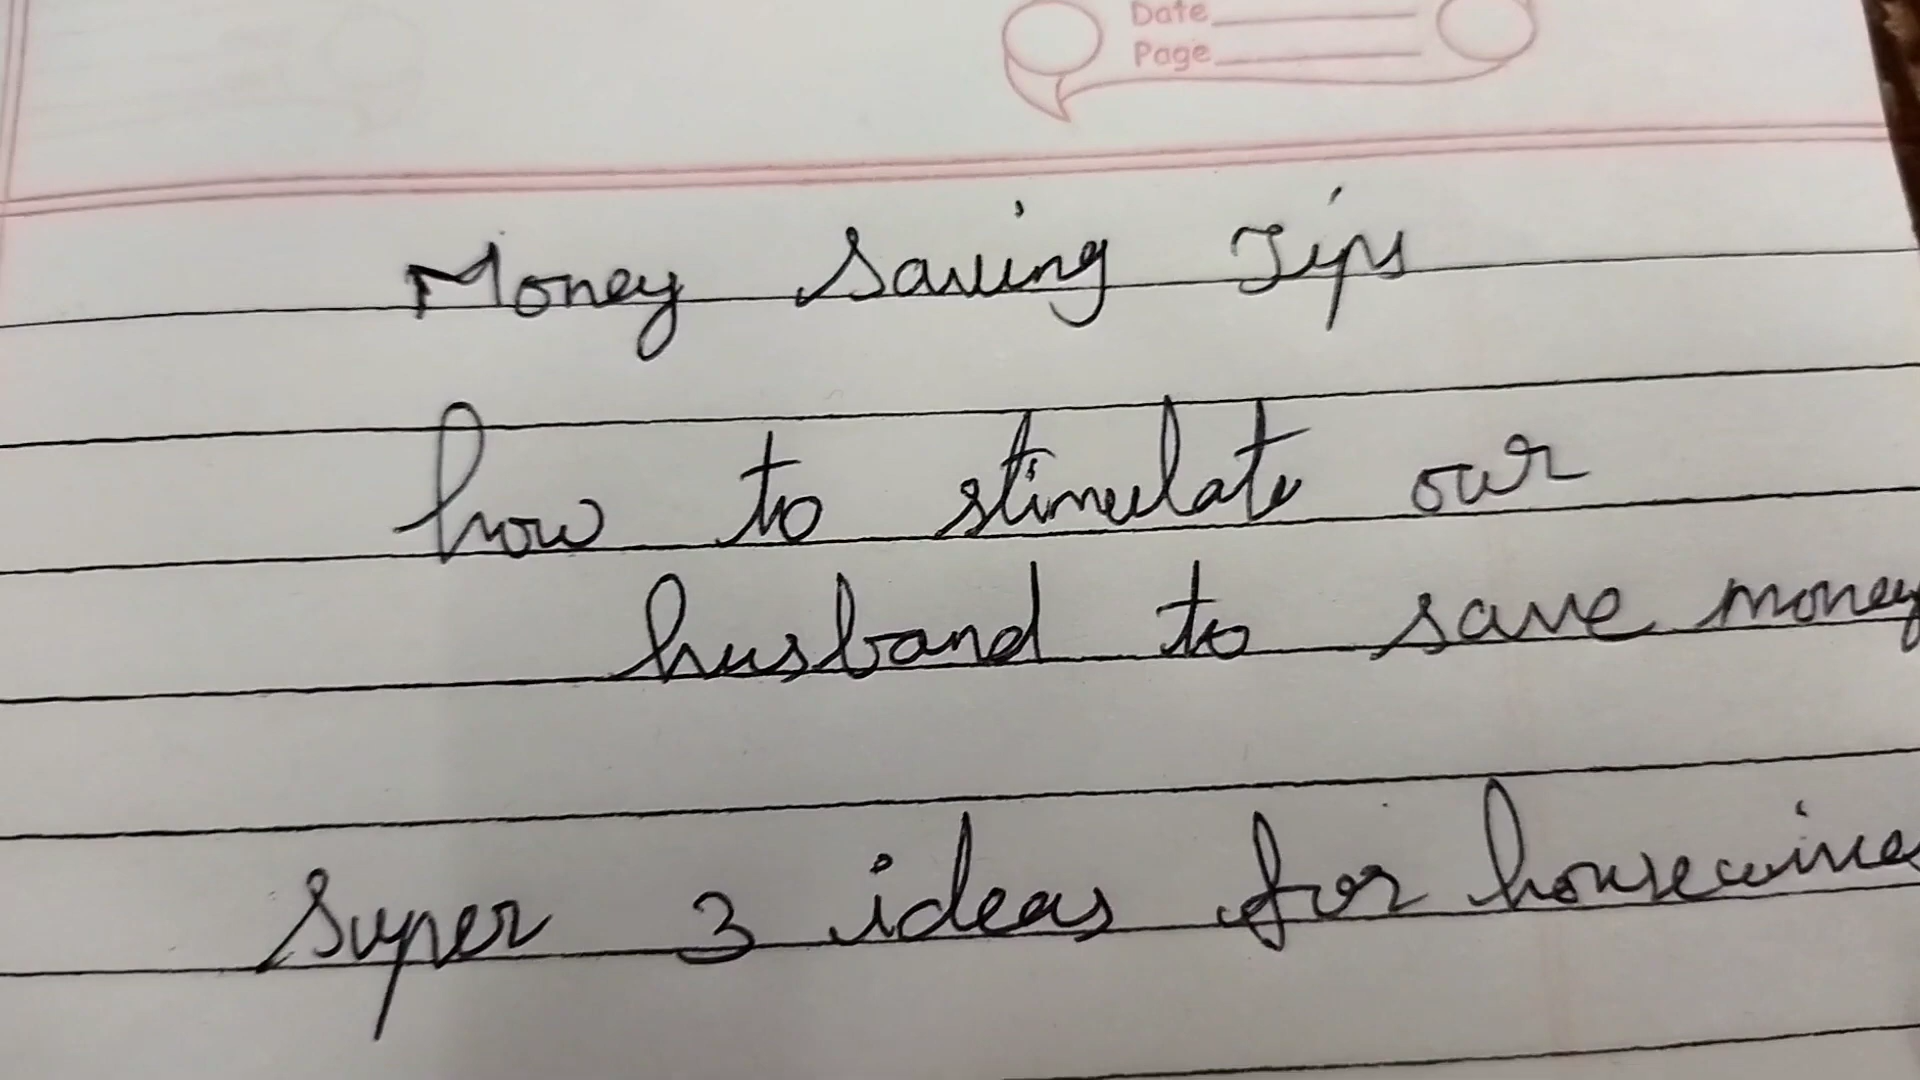 Date
Page
Money Saving Tips
how to stimulate our
husband to save money
Super 3 ideas for housewives